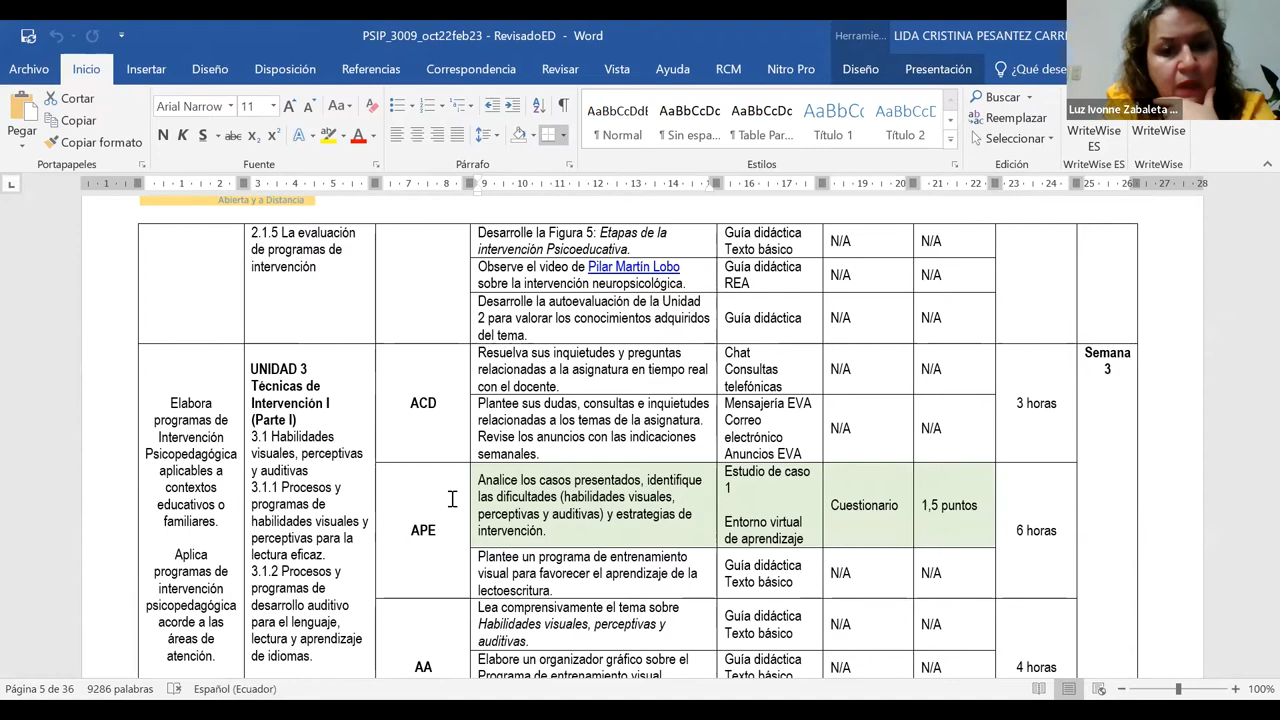 PSIP_3009_oct22feb23 - RevisadoED - Word
Herramie...
LIDA CRISTINA PESANTEZ CARRE
Archivo
Inicio
Insertar
Diseño
Disposición
Referencias
Correspondencia
Revisar
Vista
Ayuda
RCM
Nitro Pro
Diseño
Presentación
¿Qué dese
Luz Ivonne Zabaleta ...
Pegar
Cortar
Copiar
Copiar formato
Portapapeles
Arial Narrow
11
Fuente
Párrafo
AaBbCcDdE
¶ Normal
AaBbCcDc
¶ Sin espa...
AaBbCcDd
¶ Table Par...
AaBbCc
Título 1
AaBbCcD
Título 2
Estilos
Buscar
Reemplazar
Seleccionar
Edición
WriteWise
ES
WriteWise
WriteWise ES
WriteWise
Abierta y a Distancia
2.1.5 La evaluación
de programas de
intervención
Desarrolle la Figura 5: Etapas de la
intervención Psicoeducativa.
Guía didáctica
Texto básico
N/A
N/A
Observe el video de Pilar Martín Lobo
sobre la intervención neuropsicológica.
Guía didáctica
REA
N/A
N/A
Desarrolle la autoevaluación de la Unidad
2 para valorar los conocimientos adquiridos
del tema.
Guía didáctica
N/A
N/A
Elabora
programas de
Intervención
Psicopedagógica
aplicables a
contextos
educativos o
familiares.
Aplica
programas de
intervención
psicopedagógica
acorde a las
áreas de
atención.
UNIDAD 3
Técnicas de
Intervención I
(Parte I)
3.1 Habilidades
visuales, perceptivas
y auditivas
3.1.1 Procesos y
programas de
habilidades visuales y
perceptivas para la
lectura eficaz.
3.1.2 Procesos y
programas de
desarrollo auditivo
para el lenguaje,
lectura y aprendizaje
de idiomas.
ACD
Resuelva sus inquietudes y preguntas
relacionadas a la asignatura en tiempo real
con el docente.
Chat
Consultas
telefónicas
N/A
N/A
3 horas
Semana
3
Plantee sus dudas, consultas e inquietudes
relacionadas a los temas de la asignatura.
Revise los anuncios con las indicaciones
semanales.
Mensajería EVA
Correo
electrónico
Anuncios EVA
N/A
N/A
APE
Analice los casos presentados, identifique
las dificultades (habilidades visuales,
perceptivas y auditivas) y estrategias de
intervención.
Estudio de caso
1
Entorno virtual
de aprendizaje
Cuestionario
1,5 puntos
6 horas
Plantee un programa de entrenamiento
visual para favorecer el aprendizaje de la
lectoescritura.
Guía didáctica
Texto básico
N/A
N/A
AA
Lea comprensivamente el tema sobre
Habilidades visuales, perceptivas y
auditivas.
Guía didáctica
Texto básico
N/A
N/A
4 horas
Elabore un organizador gráfico sobre el
Programa de entrenamiento visual
Guía didáctica
Texto básico
N/A
N/A
Página 5 de 36
9286 palabras
Español (Ecuador)
100%